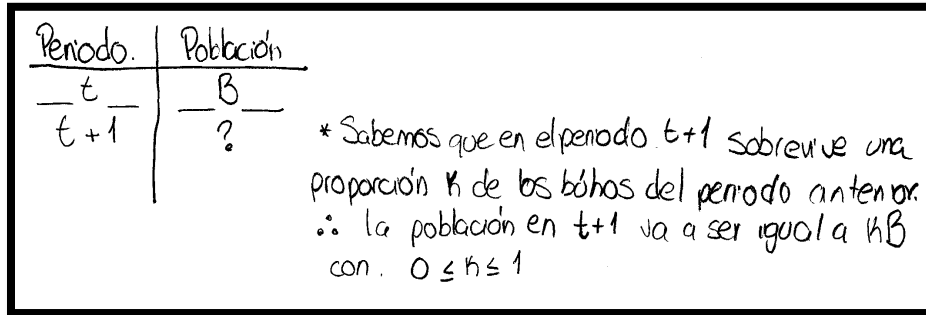 Periodo. Población
t B
t+1 ?
* Sabemos que en el periodo t+1 sobrevive una
proporción K de los búhos del periodo anterior.
∴ la población en t+1 va a ser igual a KB
con. 0 ≤ K ≤ 1